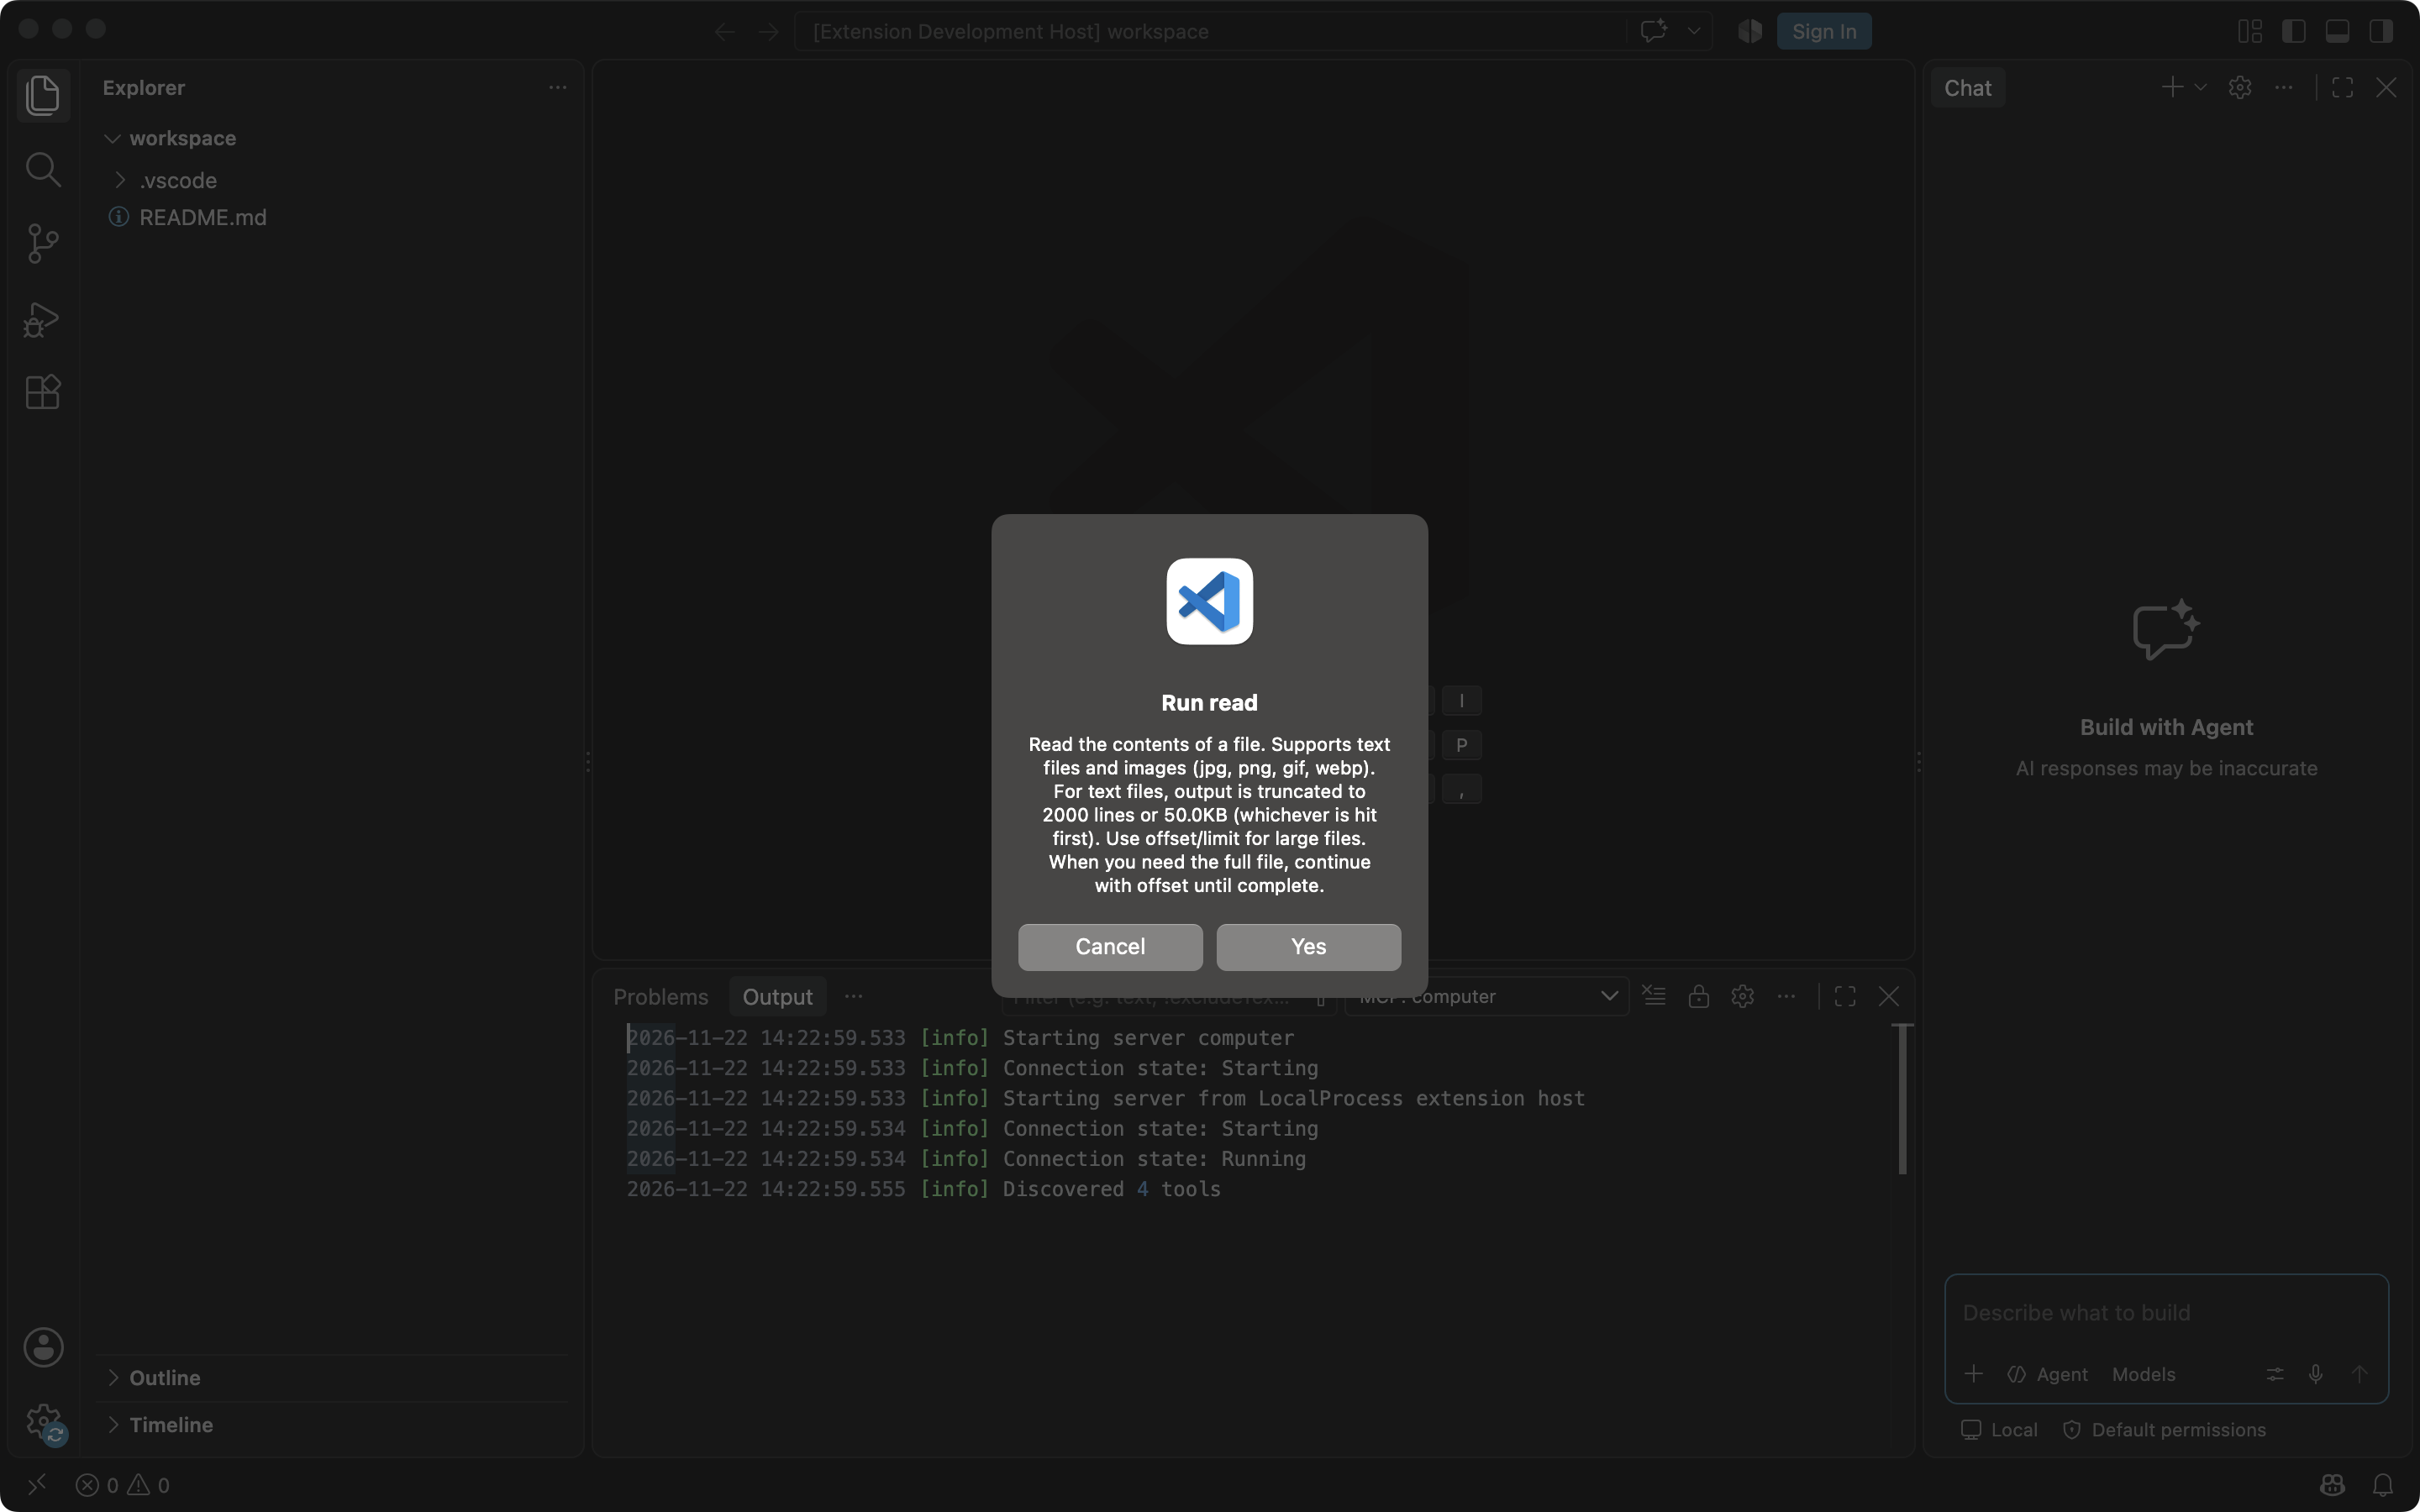 [Extension Development Host] workspace
Sign In
Explorer
workspace
.vscode
README.md
Outline
Timeline
0
0
I
P
,
Run read
Read the contents of a file. Supports text
files and images (jpg, png, gif, webp).
For text files, output is truncated to
2000 lines or 50.0KB (whichever is hit
first). Use offset/limit for large files.
When you need the full file, continue
with offset until complete.
Cancel
Yes
Problems
Output
computer
2026-11-22 14:22:59.533 [info] Starting server computer
2026-11-22 14:22:59.533 [info] Connection state: Starting
2026-11-22 14:22:59.533 [info] Starting server from LocalProcess extension host
2026-11-22 14:22:59.534 [info] Connection state: Starting
2026-11-22 14:22:59.534 [info] Connection state: Running
2026-11-22 14:22:59.555 [info] Discovered 4 tools
Chat
Build with Agent
AI responses may be inaccurate
Describe what to build
Agent
Models
Local
Default permissions